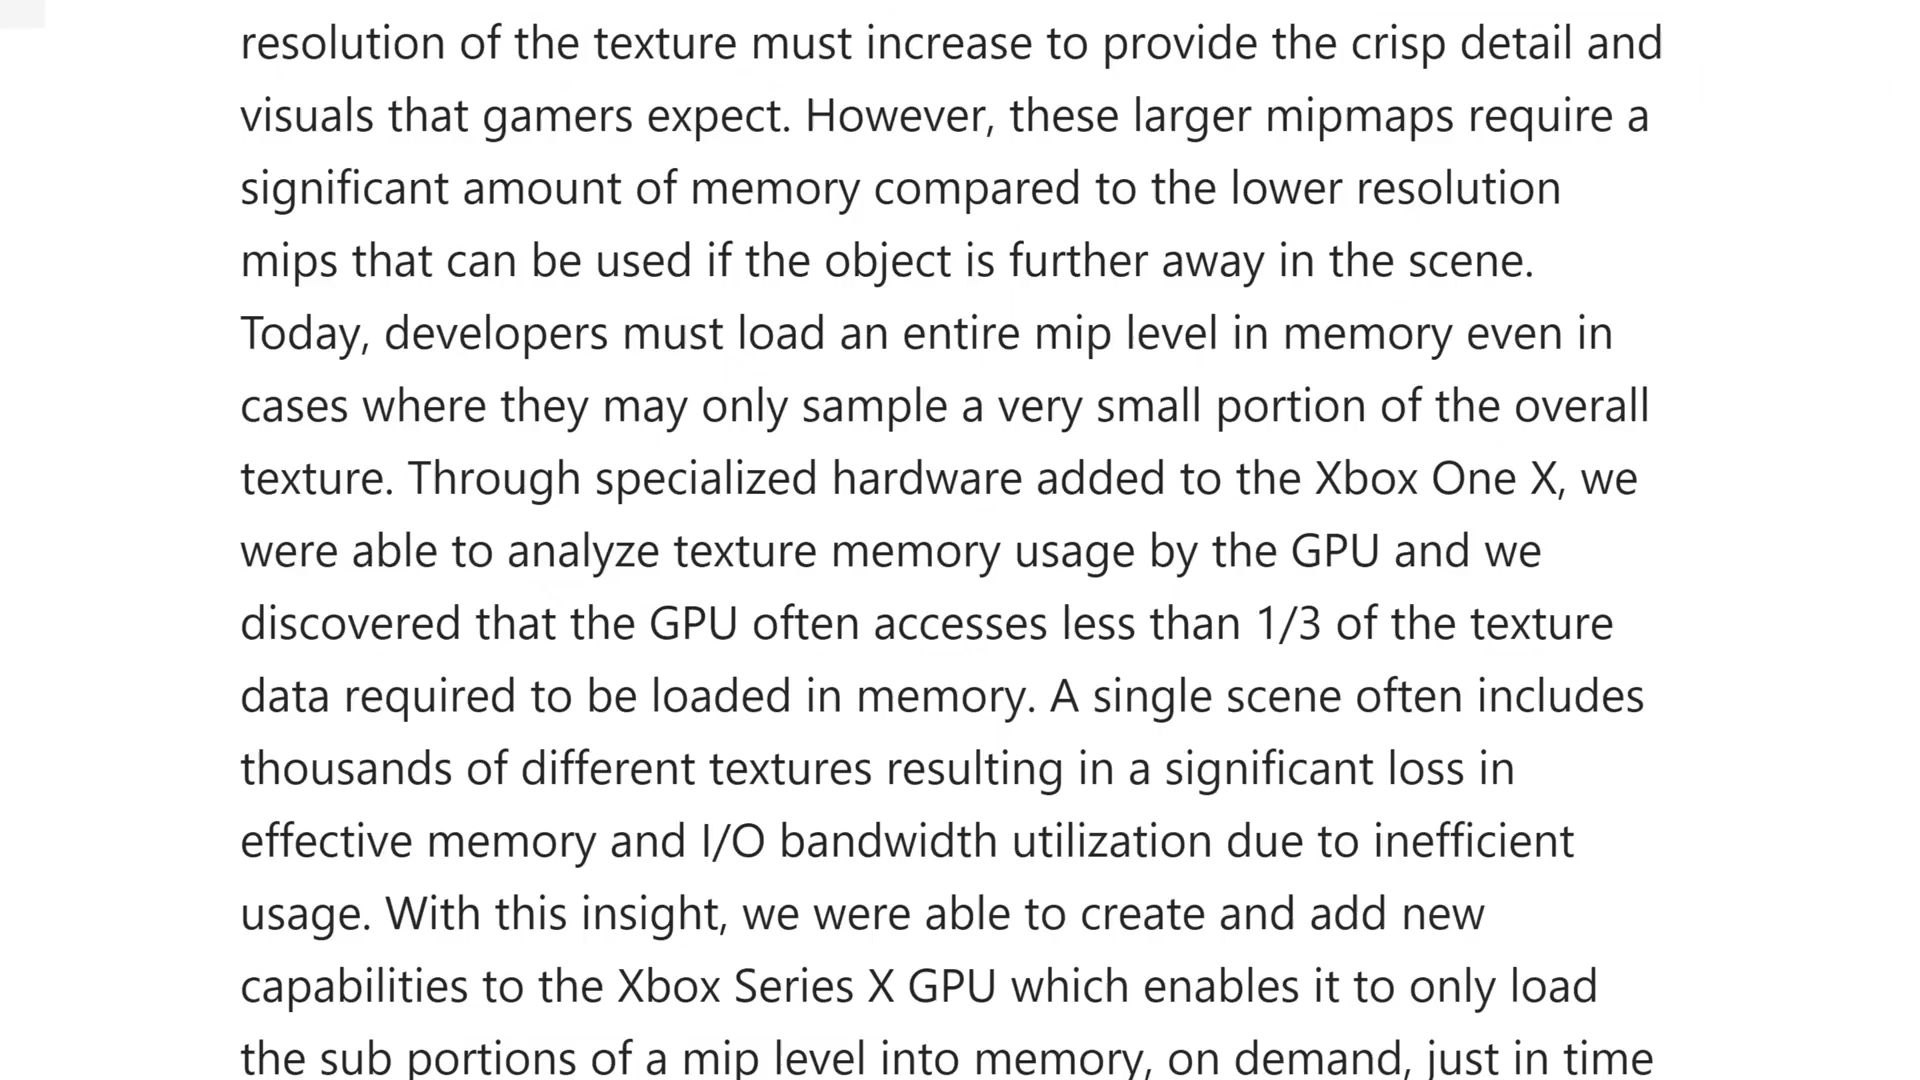 resolution of the texture must increase to provide the crisp detail and
visuals that gamers expect. However, these larger mipmaps require a
significant amount of memory compared to the lower resolution
mips that can be used if the object is further away in the scene.
Today, developers must load an entire mip level in memory even in
cases where they may only sample a very small portion of the overall
texture. Through specialized hardware added to the Xbox One X, we
were able to analyze texture memory usage by the GPU and we
discovered that the GPU often accesses less than 1/3 of the texture
data required to be loaded in memory. A single scene often includes
thousands of different textures resulting in a significant loss in
effective memory and I/O bandwidth utilization due to inefficient
usage. With this insight, we were able to create and add new
capabilities to the Xbox Series X GPU which enables it to only load
the sub portions of a mip level into memory, on demand, just in time